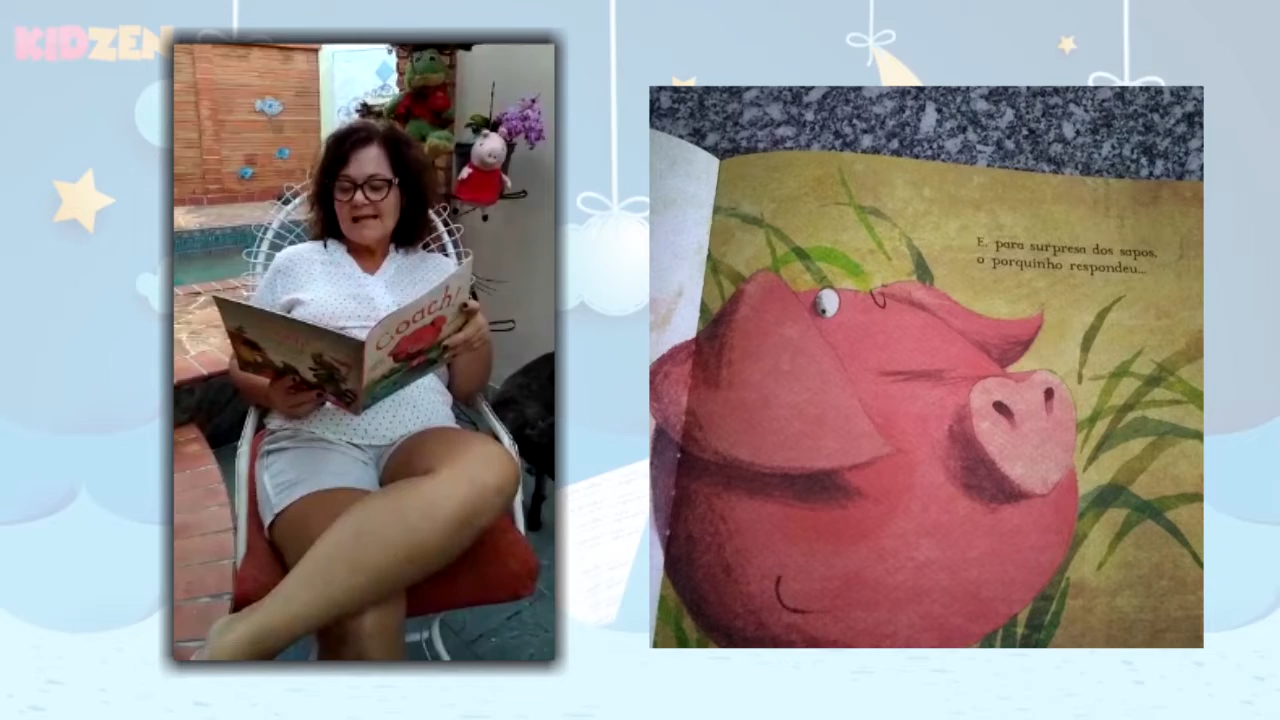 KIDZEN
Coach!
E, para surpresa dos sapos,
o porquinho respondeu...